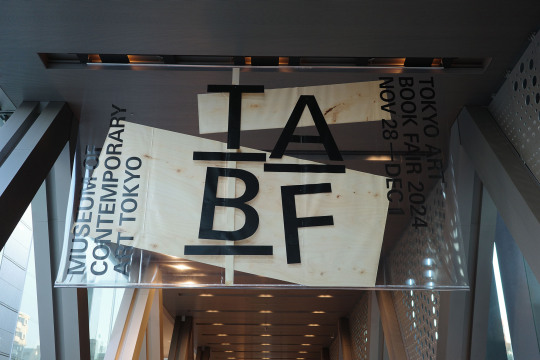 TA
BF
MUSEUM OF
CONTEMPORARY
ART TOKYO
TOKYO ART
BOOK FAIR 2024
NOV 28 – DEC 1